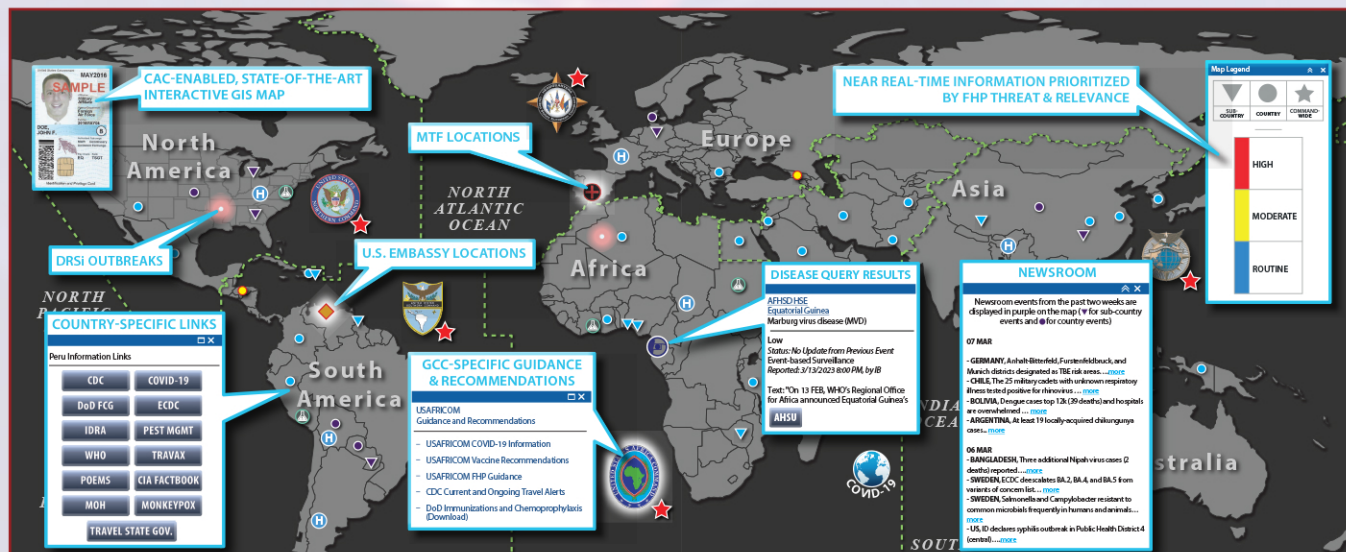 MAY2016
SAMPLE
DOE,
JOHN F.
CAC-ENABLED, STATE-OF-THE-ART
INTERACTIVE GIS MAP
North
America
DRSi OUTBREAKS
NORTH
COUNTRY-SPECIFIC LINKS
Peru Information Links
CDC
COVID-19
DoD FCG
ECDC
IDRA
PEST MGMT
WHO
TRAVAX
POEMS
CIA FACTBOOK
MOH
MONKEYPOX
TRAVEL STATE GOV.
South
America
U.S. EMBASSY LOCATIONS
NORTH
ATLANTIC
OCEAN
MTF LOCATIONS
Europe
Africa
GCC-SPECIFIC GUIDANCE
& RECOMMENDATIONS
USAFRICOM
Guidance and Recommendations
– USAFRICOM COVID-19 Information
– USAFRICOM Vaccine Recommendations
– USAFRICOM FHP Guidance
– CDC Current and Ongoing Travel Alerts
– DoD Immunizations and Chemoprophylaxis
(Download)
DISEASE QUERY RESULTS
AFHSD HSE
Equatorial Guinea
Marburg virus disease (MVD)
Low
Status: No Update from Previous Event
Event-based Surveillance
Reported: 3/13/2023 8:00 PM, by IB
Text: "On 13 FEB, WHO's Regional Office
for Africa announced Equatorial Guinea's
AHSU
COVID-19
Asia
NEAR REAL-TIME INFORMATION PRIORITIZED
BY FHP THREAT & RELEVANCE
Map Legend
SUB-
COUNTRY
COUNTRY
COMMAND-
WIDE
HIGH
MODERATE
ROUTINE
NEWSROOM
Newsroom events from the past two weeks are
displayed in purple on the map (▼ for sub-country
events and ● for country events)
07 MAR
- GERMANY, Anhalt-Bitterfeld, Furstenfeldbruck, and
Munich districts designated as TBE risk areas. ...more
- CHILE, The 25 military cadets with unknown respiratory
illness tested positive for rhinovirus ... more
- BOLIVIA, Dengue cases top 12k (39 deaths) and hospitals
are overwhelmed ... more
- ARGENTINA, At least 19 locally-acquired chikungunya
cases... more
06 MAR
- BANGLADESH, Three additional Nipah virus cases (2
deaths) reported ....more
- SWEDEN, ECDC deescalates BA.2, BA.4, and BA.5 from
variants of concern list.... more
- SWEDEN, Salmonella and Campylobacter resistant to
common microbials frequently in humans and animals....
more
- US, ID declares syphilis outbreak in Public Health District 4
(central) ....more
ustralia
SOUT